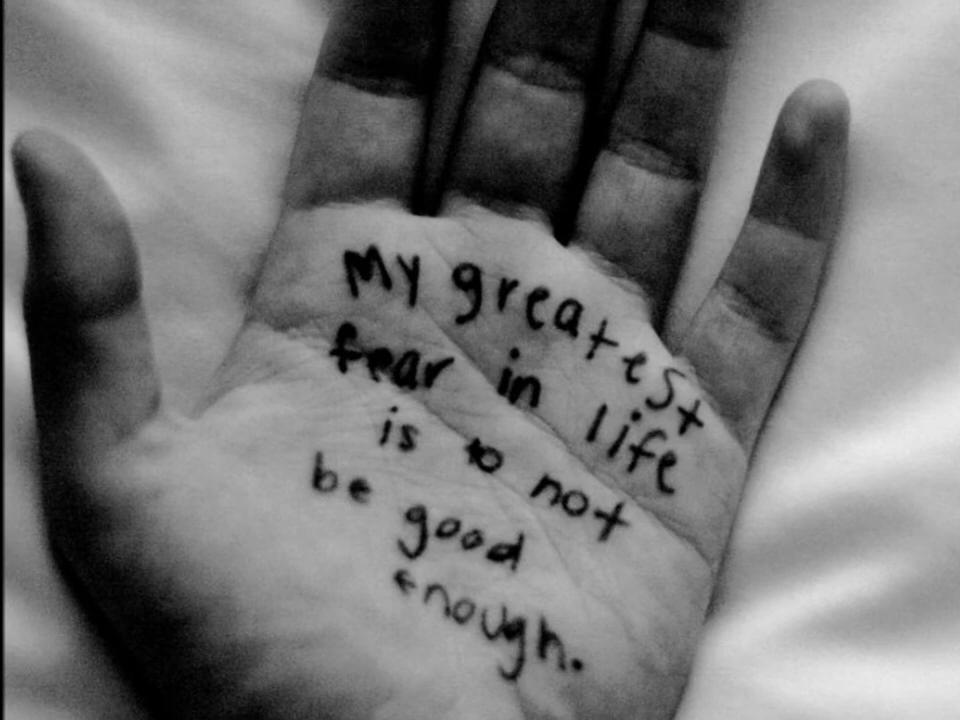 My greatest
fear in life
is to not
be good
enough.